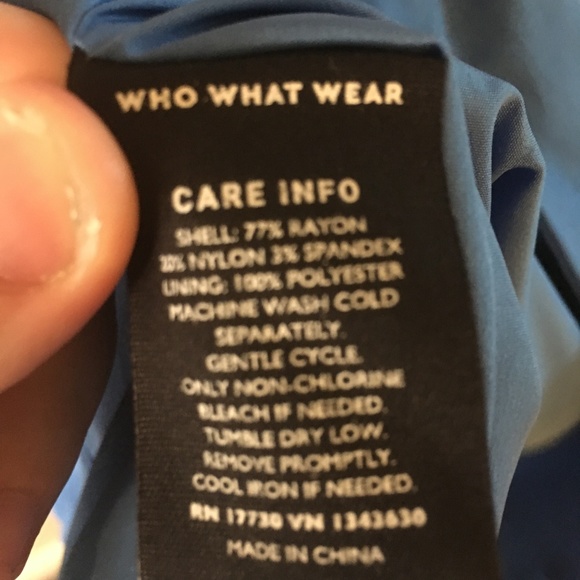 WHO WHAT WEAR
CARE INFO
SHELL: 77% RAYON
20% NYLON 3% SPANDEX
LINING: 100% POLYESTER
MACHINE WASH COLD
SEPARATELY.
GENTLE CYCLE.
ONLY NON-CHLORINE
BLEACH IF NEEDED.
TUMBLE DRY LOW.
REMOVE PROMPTLY.
COOL IRON IF NEEDED.
RN 17730 VN 1343630
MADE IN CHINA